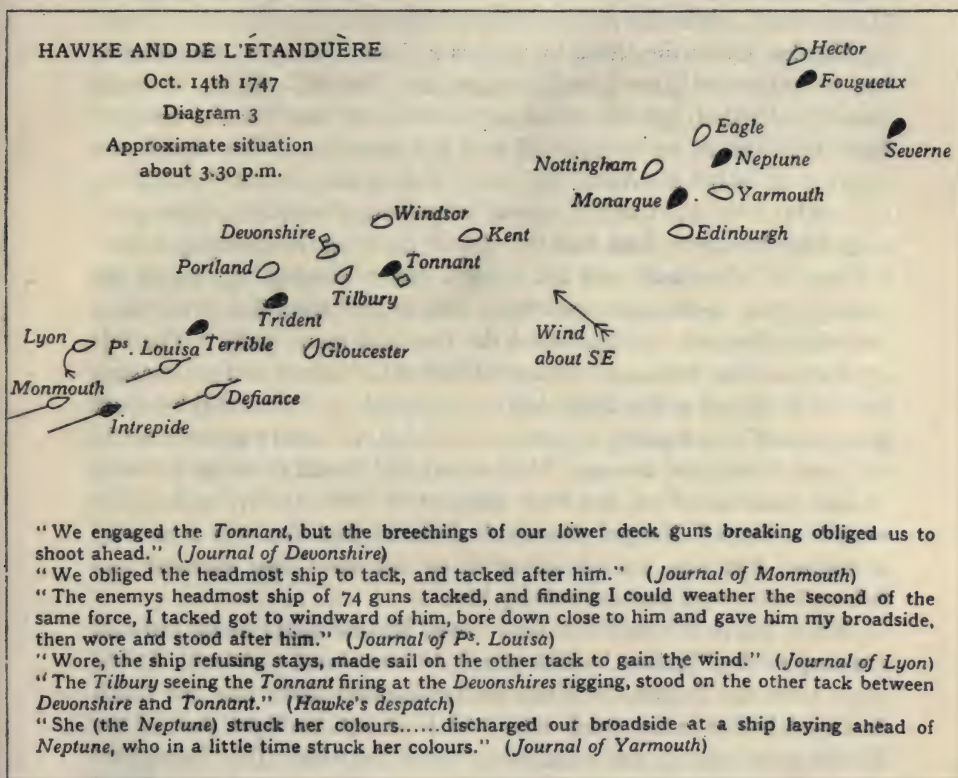 HAWKE AND DE L'ÉTANDUÈRE
Oct. 14th 1747
Diagram 3
Approximate situation
about 3.30 p.m.
Hector
Fougueux
Eagle
Severne
Nottingham
Neptune
Monarque
Yarmouth
Edinburgh
Windsor
Devonshire
Kent
Portland
Tonnant
Tilbury
Trident
Wind
about SE
Lyon
Ps. Louisa
Terrible
Gloucester
Monmouth
Defiance
Intrepide
"We engaged the Tonnant, but the breechings of our lower deck guns breaking obliged us to
shoot ahead." (Journal of Devonshire)
"We obliged the headmost ship to tack, and tacked after him." (Journal of Monmouth)
"The enemys headmost ship of 74 guns tacked, and finding I could weather the second of the
same force, I tacked got to windward of him, bore down close to him and gave him my broadside,
then wore and stood after him." (Journal of Ps. Louisa)
"Wore, the ship refusing stays, made sail on the other tack to gain the wind." (Journal of Lyon)
"The Tilbury seeing the Tonnant firing at the Devonshires rigging, stood on the other tack between
Devonshire and Tonnant." (Hawke's despatch)
"She (the Neptune) struck her colours......discharged our broadside at a ship laying ahead of
Neptune, who in a little time struck her colours." (Journal of Yarmouth)